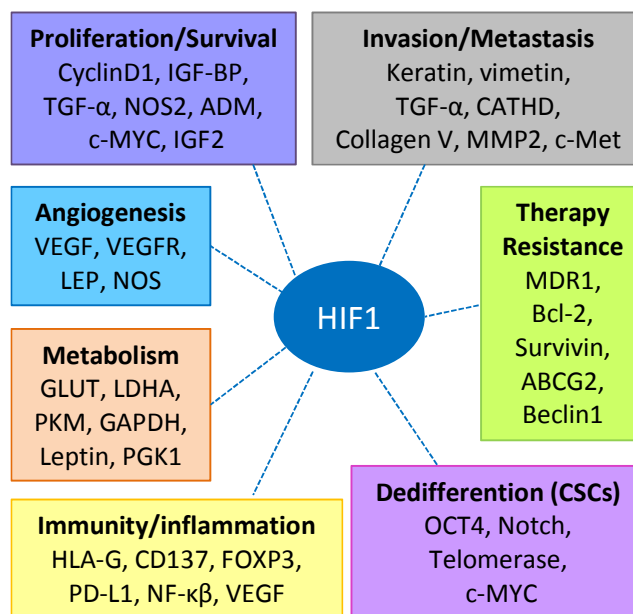 Proliferation/Survival
CyclinD1, IGF-BP,
TGF-α, NOS2, ADM,
c-MYC, IGF2
Invasion/Metastasis
Keratin, vimetin,
TGF-α, CATHD,
Collagen V, MMP2, c-Met
Angiogenesis
VEGF, VEGFR,
LEP, NOS
Therapy
Resistance
MDR1,
Bcl-2,
Survivin,
ABCG2,
Beclin1
HIF1
Metabolism
GLUT, LDHA,
PKM, GAPDH,
Leptin, PGK1
Immunity/inflammation
HLA-G, CD137, FOXP3,
PD-L1, NF-κβ, VEGF
Dedifferention (CSCs)
OCT4, Notch,
Telomerase,
c-MYC